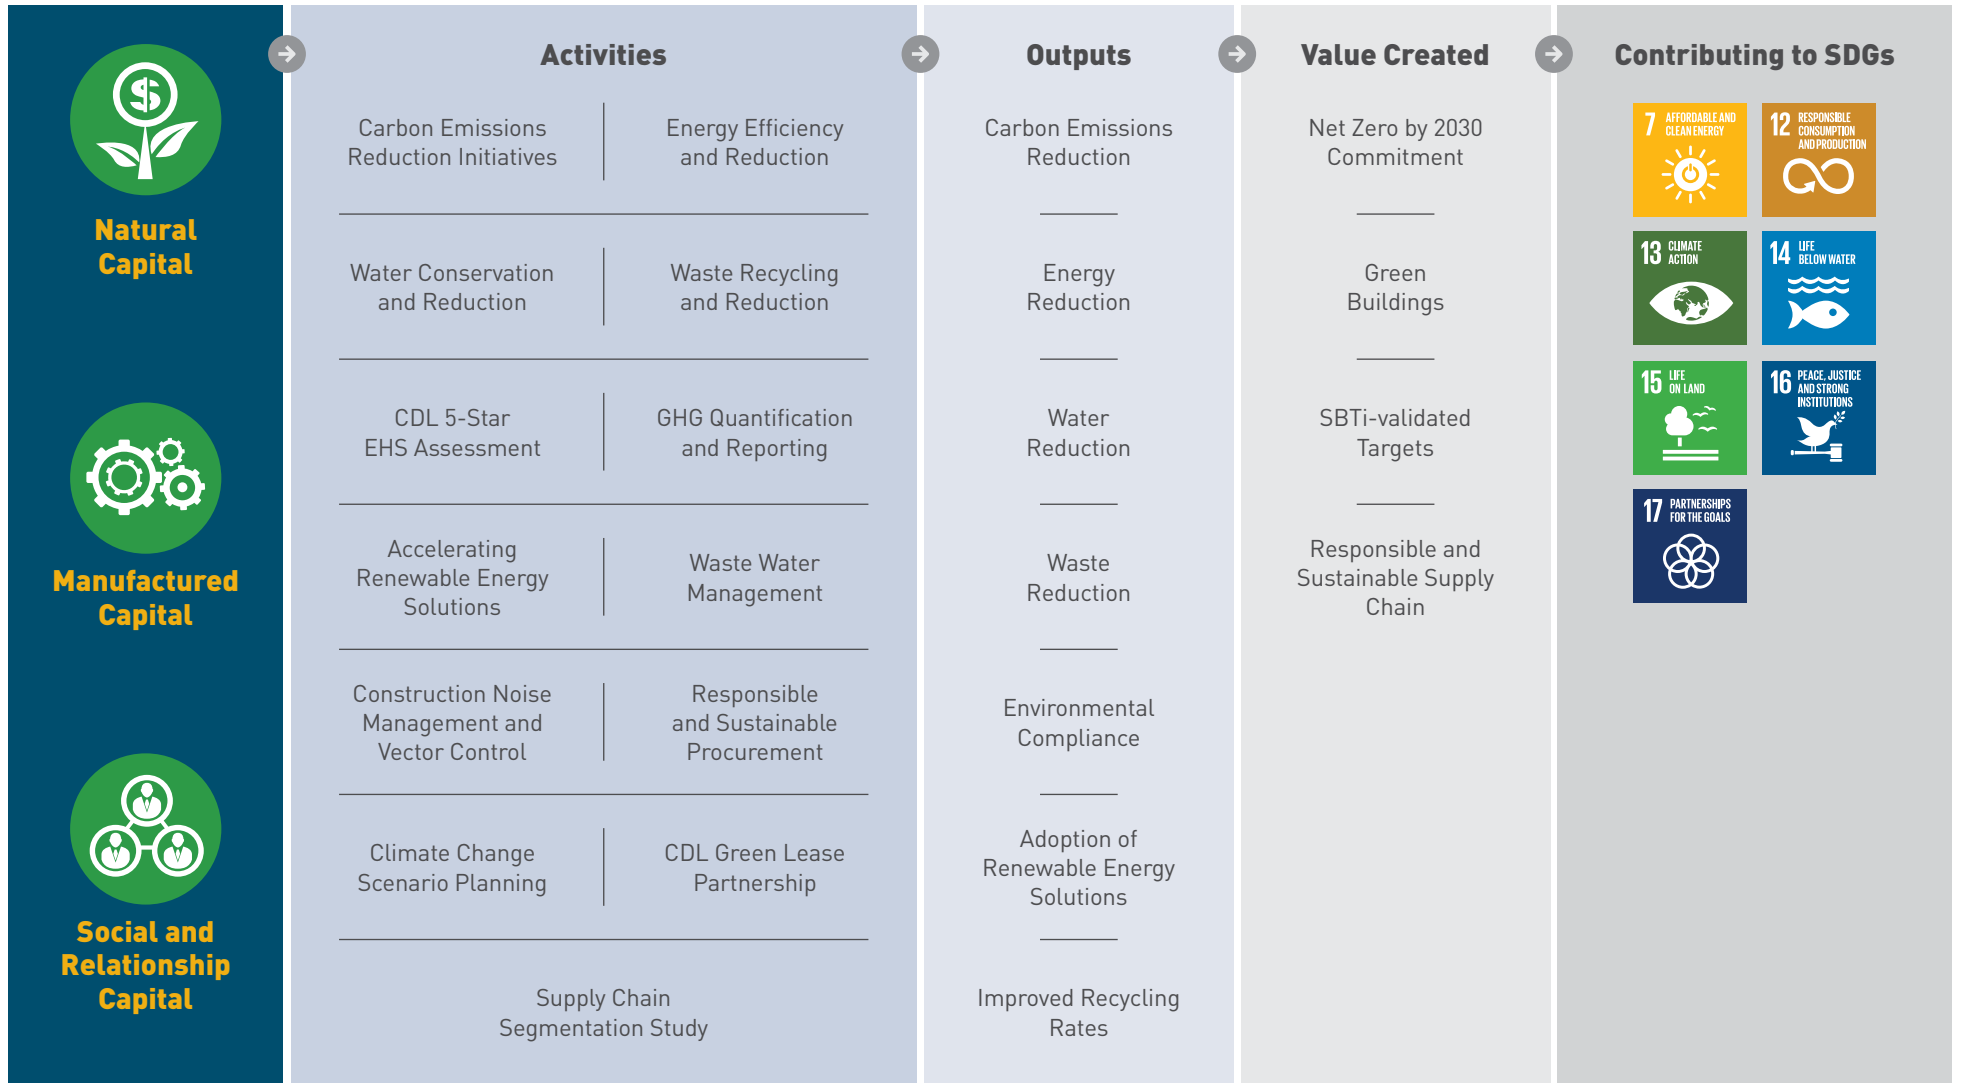 Natural
Capital
Manufactured
Capital
Social and
Relationship
Capital
Activities
Carbon Emissions
Reduction Initiatives
Energy Efficiency
and Reduction
Water Conservation
and Reduction
Waste Recycling
and Reduction
CDL 5-Star
EHS Assessment
GHG Quantification
and Reporting
Accelerating
Renewable Energy
Solutions
Waste Water
Management
Construction Noise
Management and
Vector Control
Responsible
and Sustainable
Procurement
Climate Change
Scenario Planning
CDL Green Lease
Partnership
Supply Chain
Segmentation Study
Outputs
Carbon Emissions
Reduction
Energy
Reduction
Water
Reduction
Waste
Reduction
Environmental
Compliance
Adoption of
Renewable Energy
Solutions
Improved Recycling
Rates
Value Created
Net Zero by 2030
Commitment
Green
Buildings
SBTi-validated
Targets
Responsible and
Sustainable Supply
Chain
Contributing to SDGs
7 AFFORDABLE AND
CLEAN ENERGY
12 RESPONSIBLE
CONSUMPTION
AND PRODUCTION
13 CLIMATE
ACTION
14 LIFE
BELOW WATER
15 LIFE
ON LAND
16 PEACE, JUSTICE
AND STRONG
INSTITUTIONS
17 PARTNERSHIPS
FOR THE GOALS